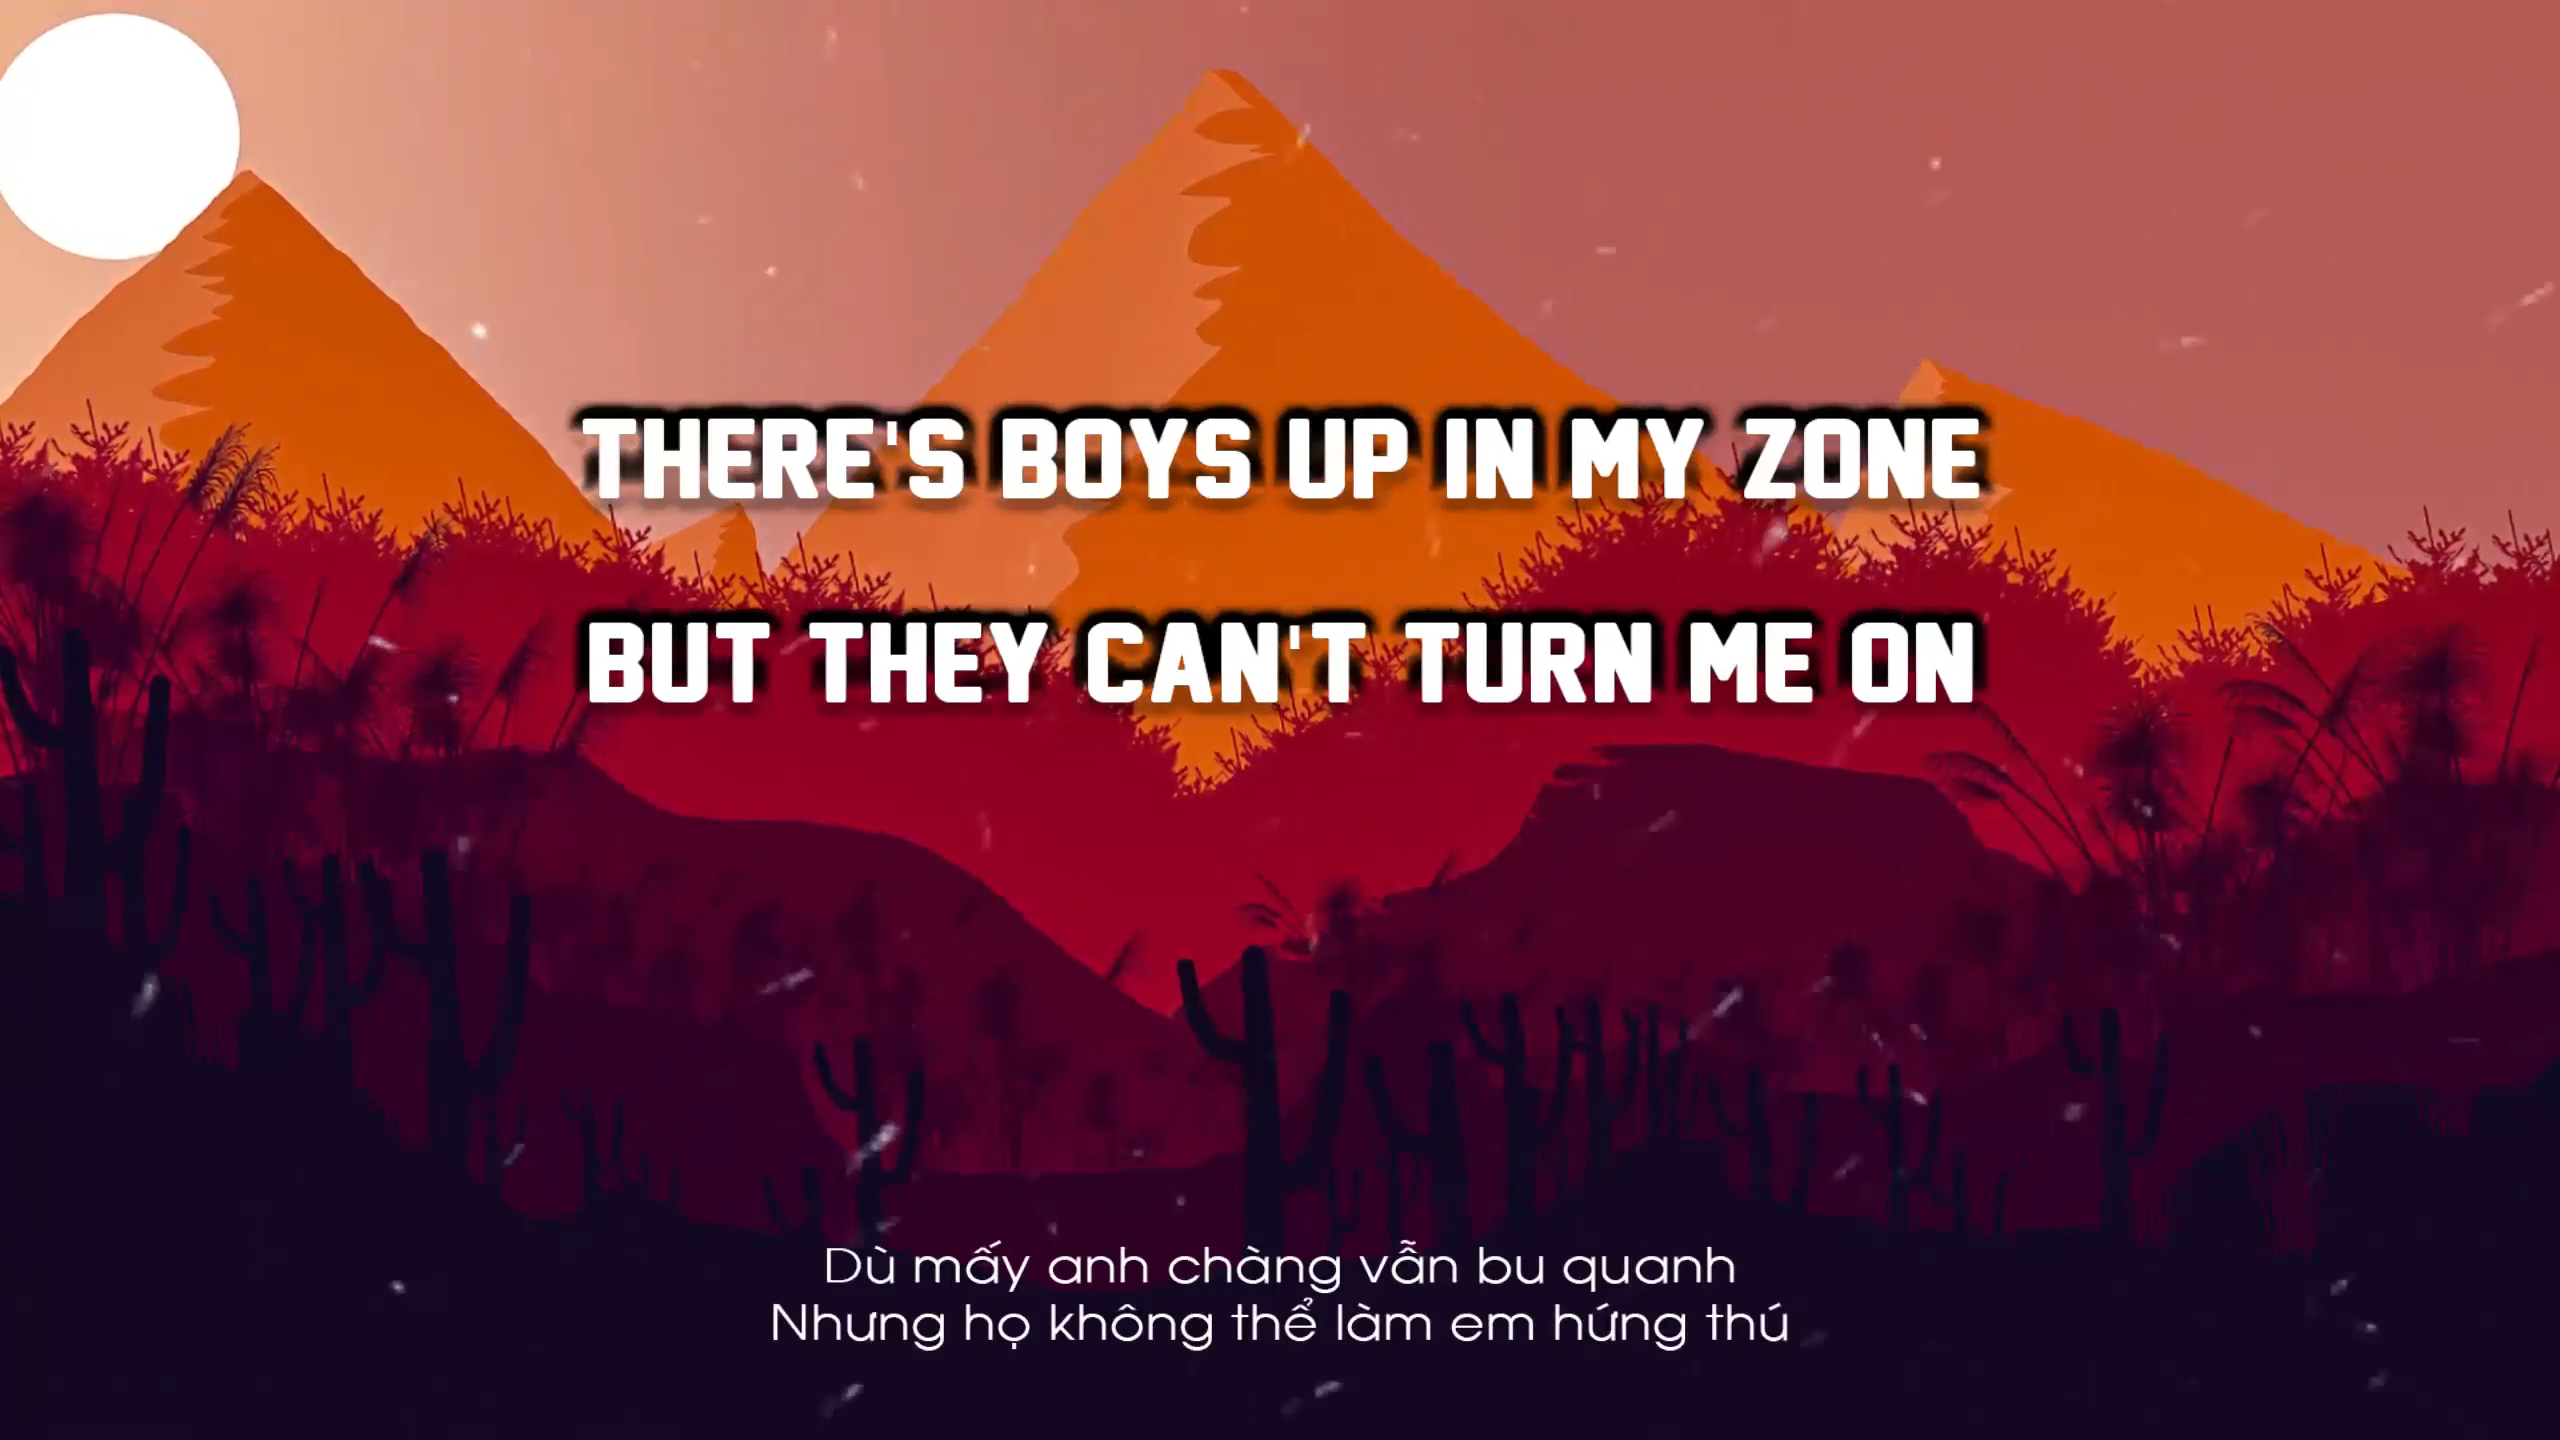 THERE'S BOYS UP IN MY ZONE
BUT THEY CAN'T TURN ME ON
Dù mấy anh chàng vẫn bu quanh
Nhưng họ không thể làm em hứng thú